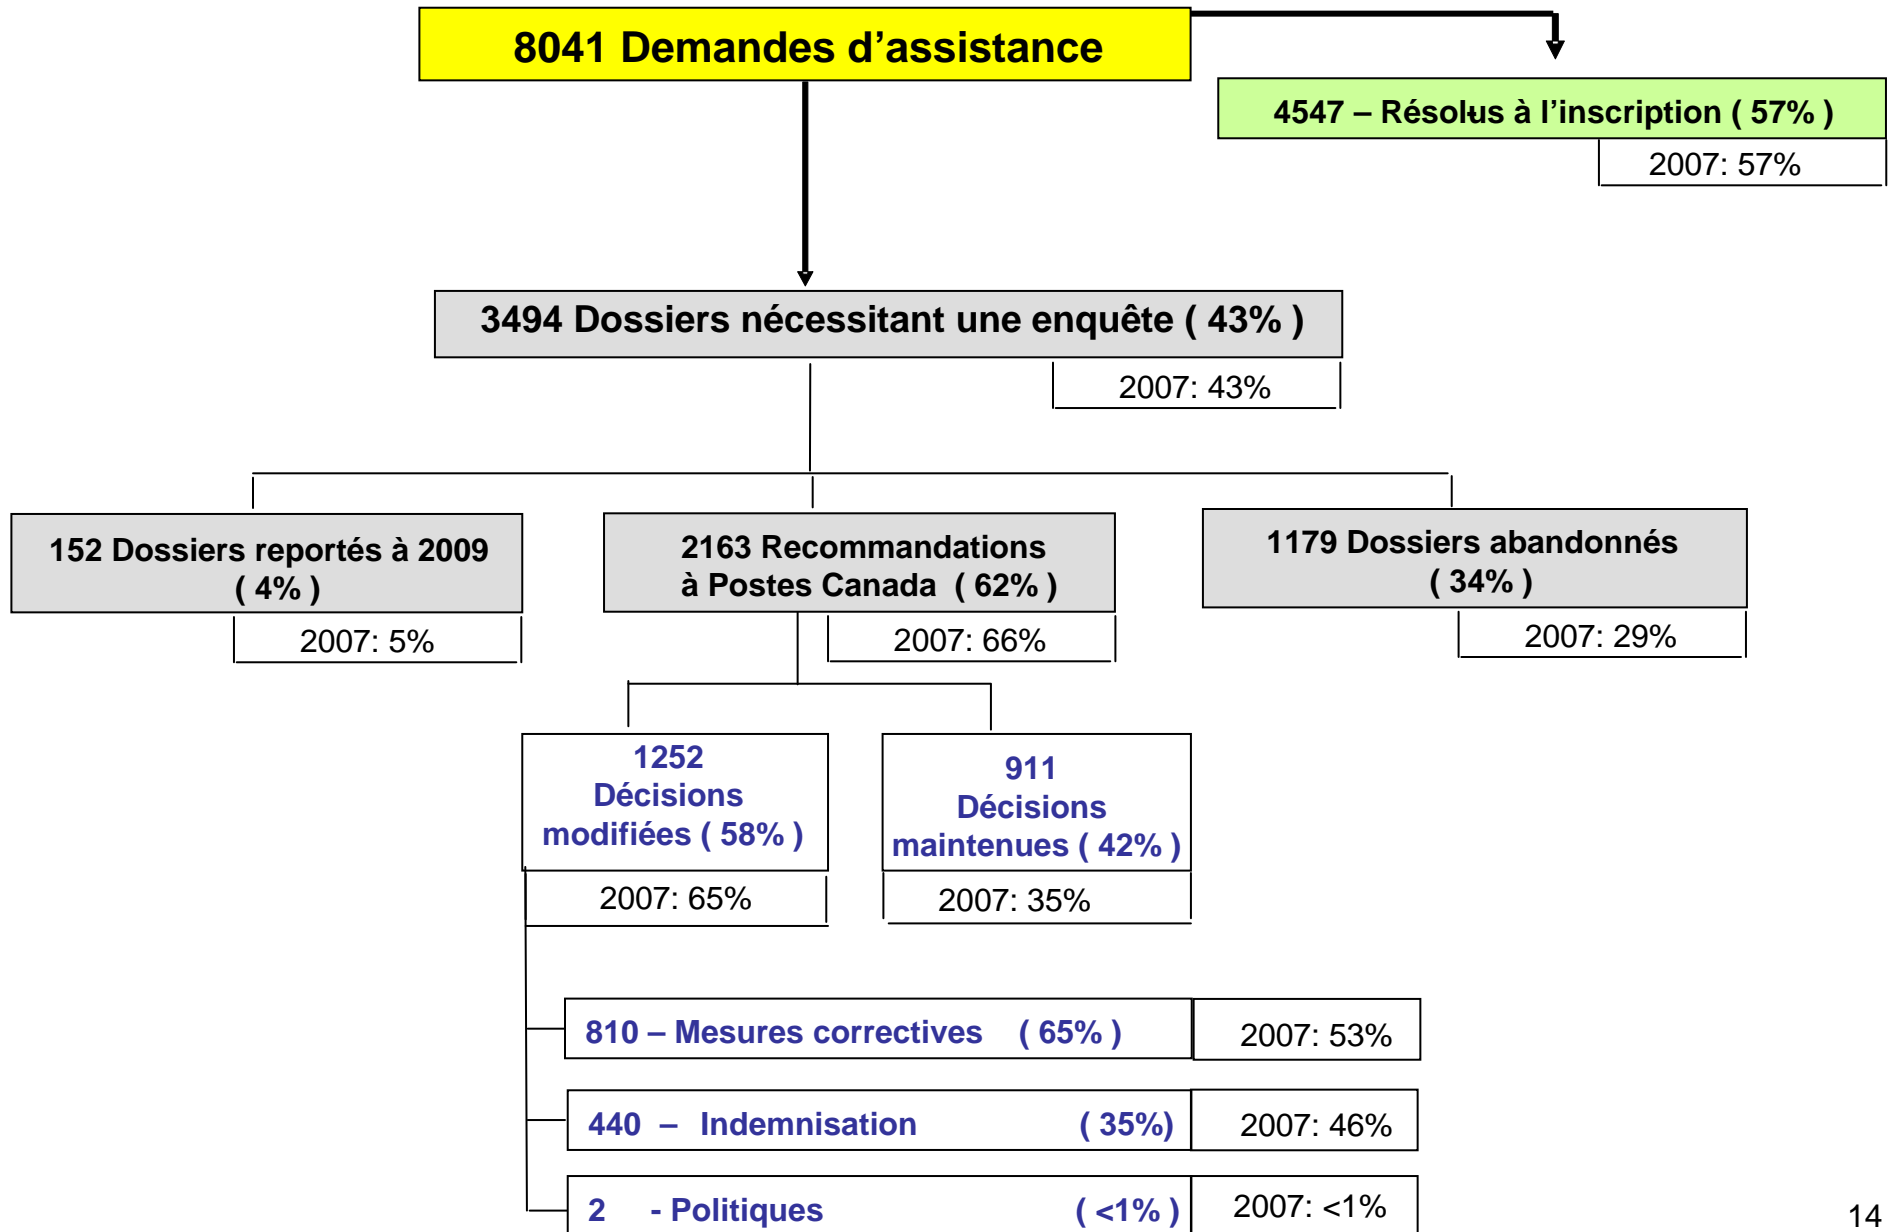 8041 Demandes d’assistance
4547 – Résolus à l’inscription ( 57% )
2007: 57%
3494 Dossiers nécessitant une enquête ( 43% )
2007: 43%
152 Dossiers reportés à 2009
( 4% )
2007: 5%
2163 Recommandations
à Postes Canada ( 62% )
2007: 66%
1179 Dossiers abandonnés
( 34% )
2007: 29%
1252
Décisions
modifiées ( 58% )
2007: 65%
911
Décisions
maintenues ( 42% )
2007: 35%
810 – Mesures correctives ( 65% )
2007: 53%
440 – Indemnisation ( 35%)
2007: 46%
2 - Politiques ( <1% )
2007: <1%
14